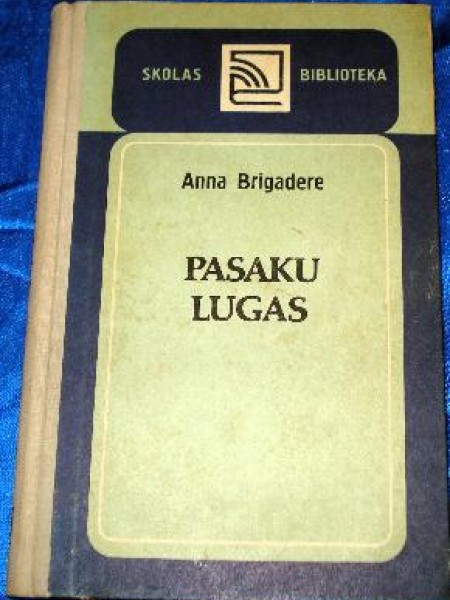 SKOLAS BIBLIOTEKA
Anna Brigadere
PASAKU
LUGAS